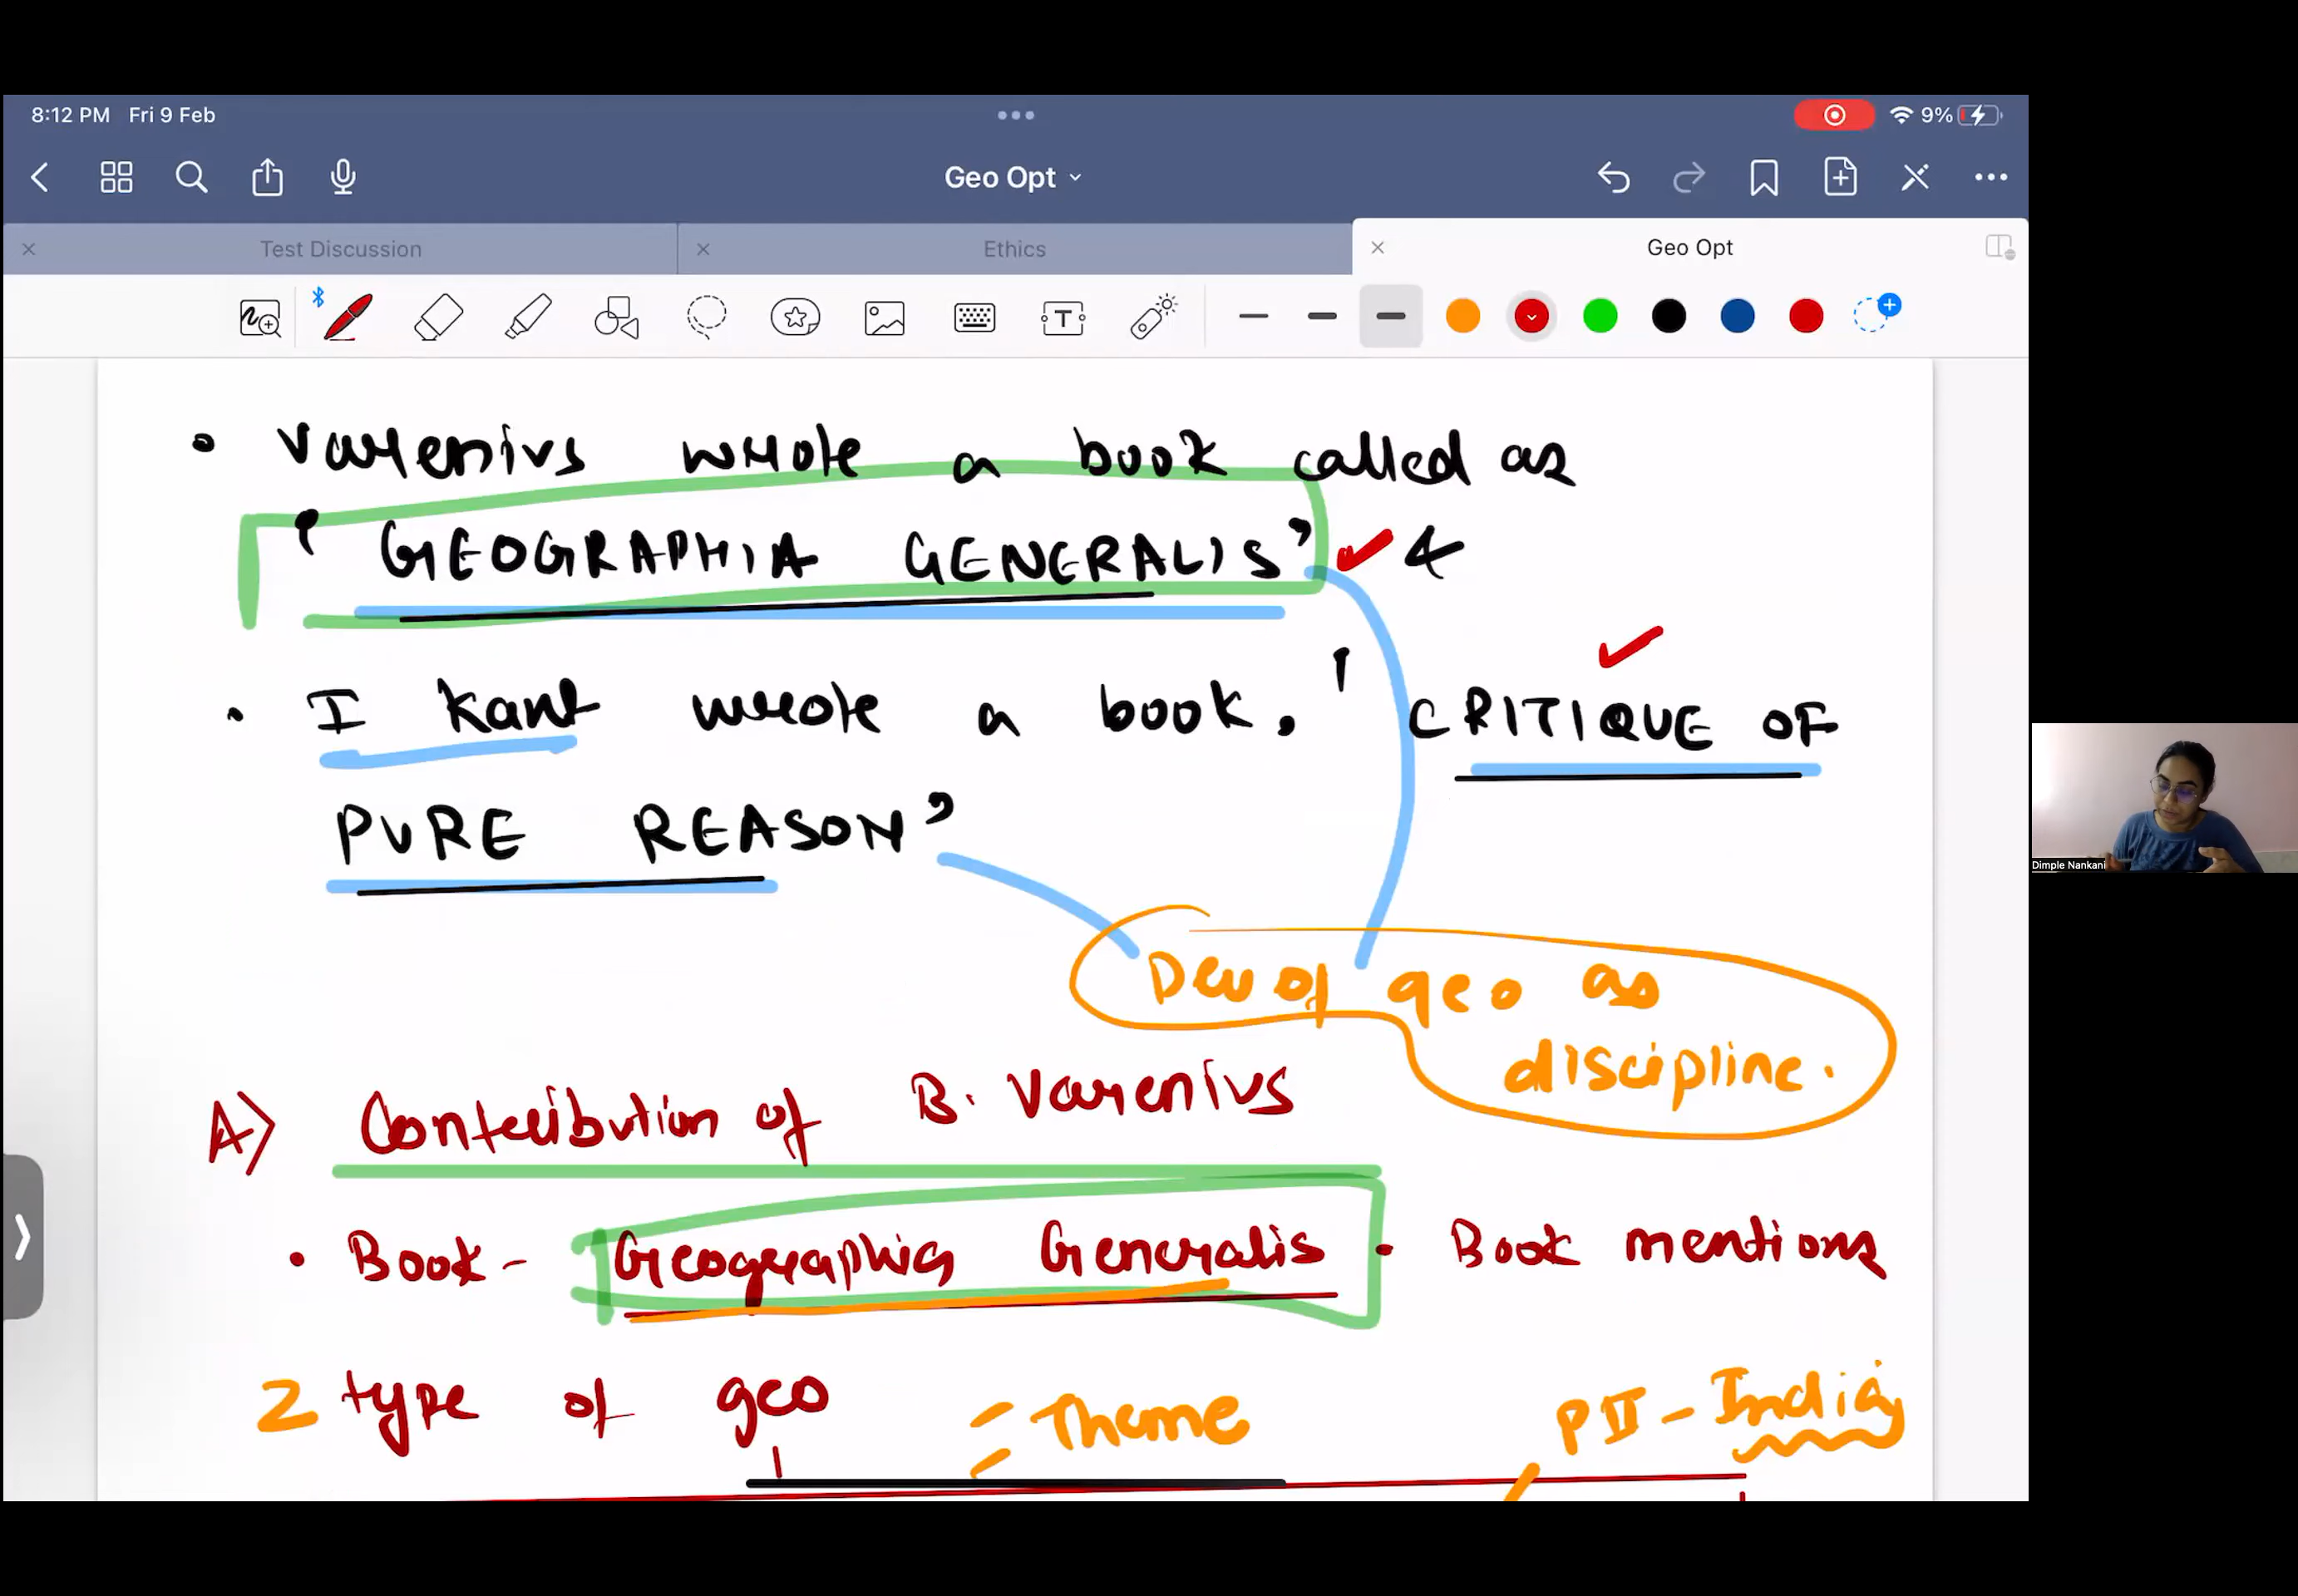 8:12 PM Fri 9 Feb
9%
Geo Opt
Test Discussion
Ethics
Geo Opt
T
• Varenius wrote a book called as
' GEOGRAPHIA GENERALIS' &
• I Kant wrote a book. ' CRITIQUE OF
PURE REASON'
Dev of geo as
discipline.
A) Contribution of B. Varenius
• Book - Geographia Generalis • Book mentions
2 type of geo = Theme PII - India
Dimple Nankani